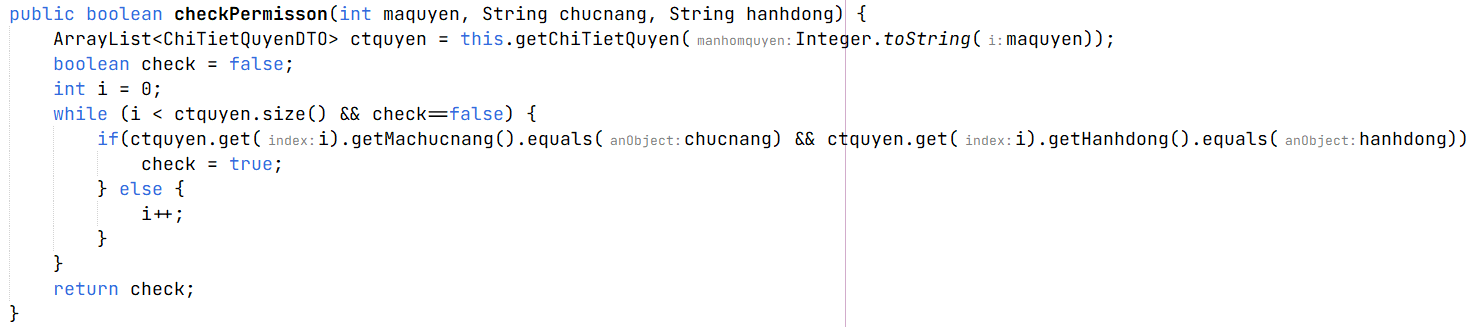 public boolean checkPermisson(int maquyen, String chucnang, String hanhdong) {
    ArrayList<ChiTietQuyenDTO> ctquyen = this.getChiTietQuyen( manhomquyen: Integer.toString( i: maquyen));
    boolean check = false;
    int i = 0;
    while (i < ctquyen.size() && check==false) {
        if(ctquyen.get( index: i).getMachucnang().equals( anObject: chucnang) && ctquyen.get( index: i).getHanhdong().equals( anObject: hanhdong))
            check = true;
        } else {
            i++;
        }
    }
    return check;
}